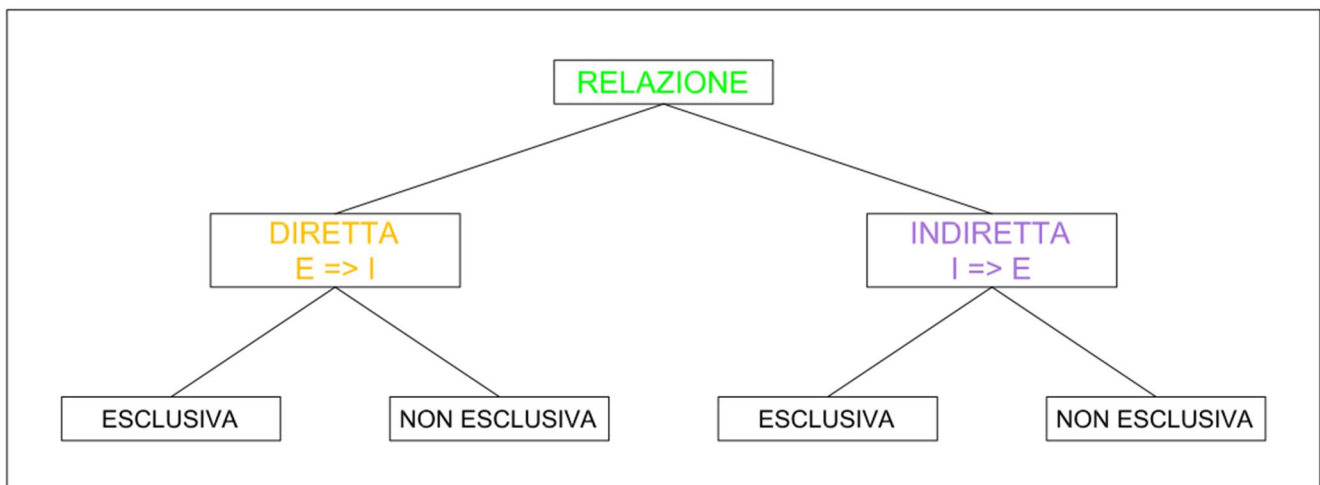 RELAZIONE
DIRETTA
E => I
INDIRETTA
I => E
ESCLUSIVA
NON ESCLUSIVA
ESCLUSIVA
NON ESCLUSIVA